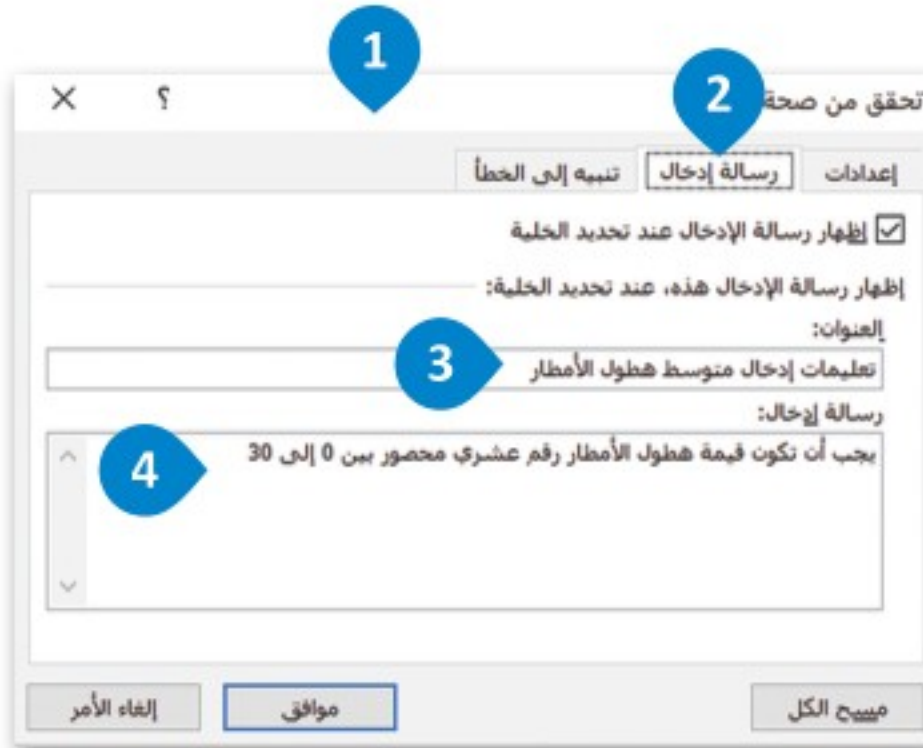 1
2
تحقق من صحة
إعدادات
رسالة إدخال
تنبيه إلى الخطأ
إظهار رسالة الإدخال عند تحديد الخلية
إظهار رسالة الإدخال هذه، عند تحديد الخلية:
العنوان:
تعليمات إدخال متوسط هطول الأمطار
3
رسالة إدخال:
يجب أن تكون قيمة هطول الأمطار رقم عشري محصور بين 0 إلى 30
4
مسح الكل
موافق
إلغاء الأمر